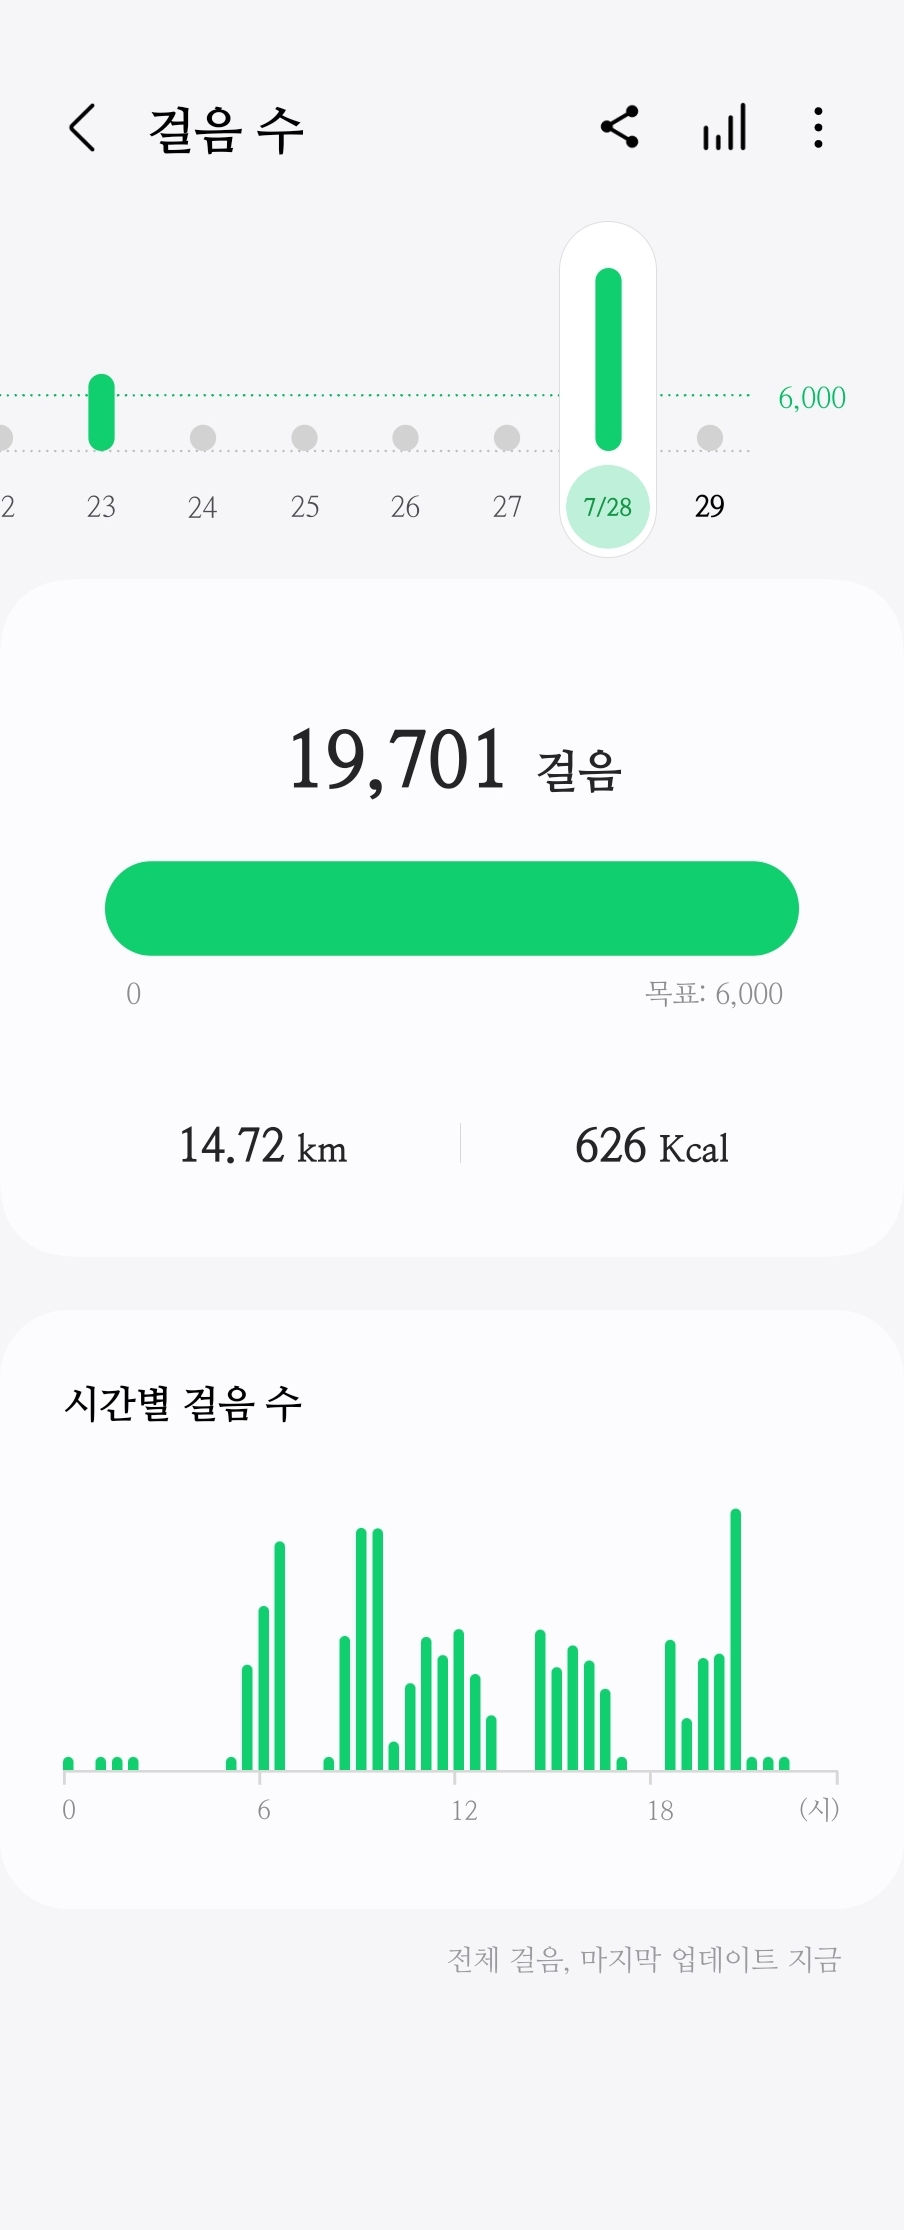 걸음 수
6,000
2 23 24 25 26 27 7/28 29
19,701 걸음
0 목표: 6,000
14.72 km 626 Kcal
시간별 걸음 수
0 6 12 18 (시)
전체 걸음, 마지막 업데이트 지금